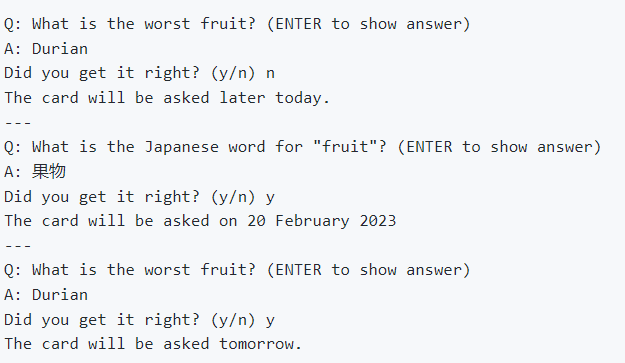 Q: What is the worst fruit? (ENTER to show answer)
A: Durian
Did you get it right? (y/n) n
The card will be asked later today.
---
Q: What is the Japanese word for "fruit"? (ENTER to show answer)
A: 果物
Did you get it right? (y/n) y
The card will be asked on 20 February 2023
---
Q: What is the worst fruit? (ENTER to show answer)
A: Durian
Did you get it right? (y/n) y
The card will be asked tomorrow.